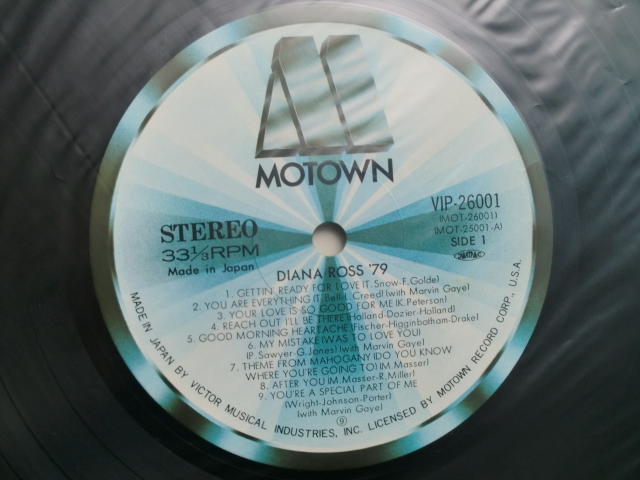 MOTOWN
VIP-26001
(MOT-26001)
(MOT-25001-A)
SIDE 1
STEREO
33 1/3 RPM
Made in Japan
DIANA ROSS '79
1. GETTIN' READY FOR LOVE (T. Snow-F. Golde)
2. YOU ARE EVERYTHING (T. Bell-L. Creed) (with Marvin Gaye)
3. YOUR LOVE IS SO GOOD FOR ME (K. Peterson)
4. REACH OUT I'LL BE THERE (Holland-Dozier-Holland)
5. GOOD MORNING HEARTACHE (Fischer-Higginbotham-Drake)
6. MY MISTAKE (WAS TO LOVE YOU)
(P. Sawyer-G. Jones) (with Marvin Gaye)
7. THEME FROM MAHOGANY (DO YOU KNOW
WHERE YOU'RE GOING TO) (M. Masser)
8. AFTER YOU (M. Masser-R. Miller)
9. YOU'RE A SPECIAL PART OF ME
(Wright-Johnson-Porter)
(with Marvin Gaye)
⑨
MADE IN JAPAN BY VICTOR MUSICAL INDUSTRIES, INC. LICENSED BY MOTOWN RECORD CORP., U.S.A.